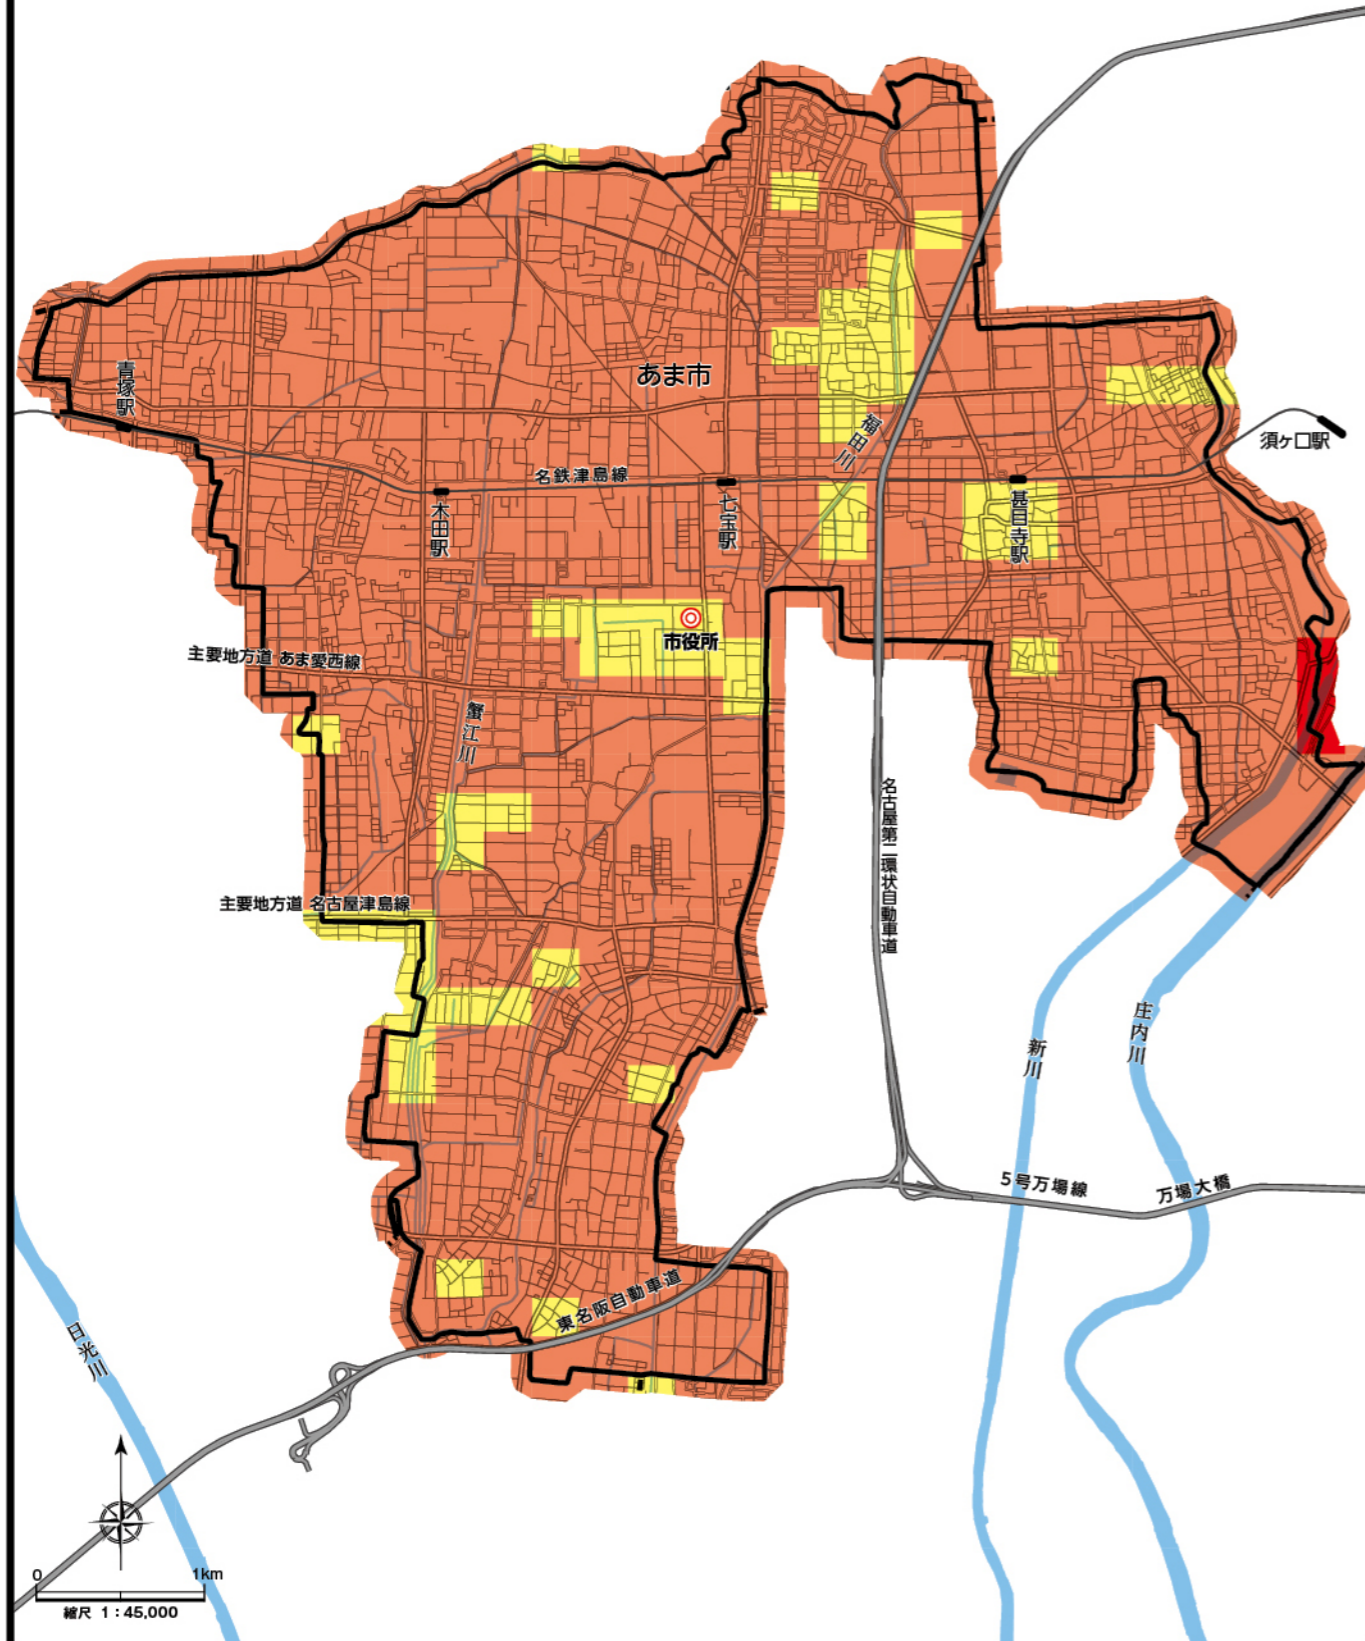 あま市
青塚駅
須ヶ口駅
福田川
名鉄津島線
木田駅
七宝駅
甚目寺駅
市役所
主要地方道 あま愛西線
蟹江川
名古屋第二環状自動車道
主要地方道 名古屋津島線
庄内川
新川
5号万場線
万場大橋
東名阪自動車道
日光川
0 1km
縮尺 1:45,000